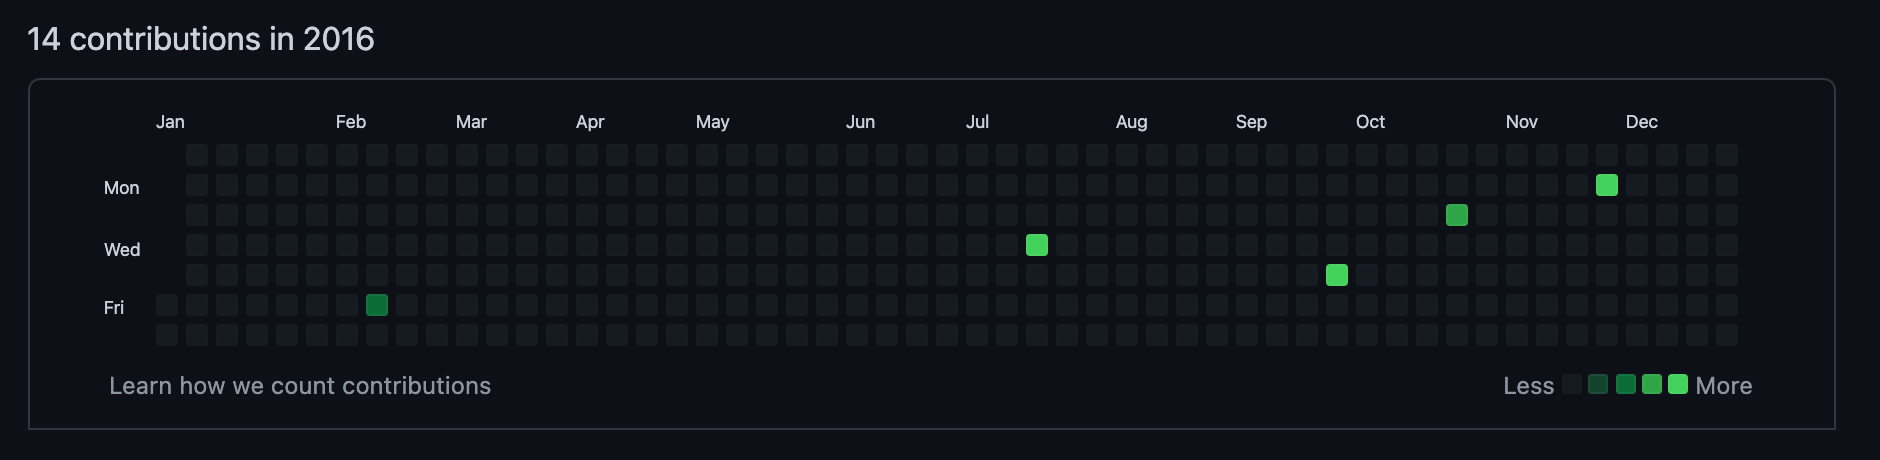 14 contributions in 2016
Jan Feb Mar Apr May Jun Jul Aug Sep Oct Nov Dec
Mon
Wed
Fri
Learn how we count contributions
Less More